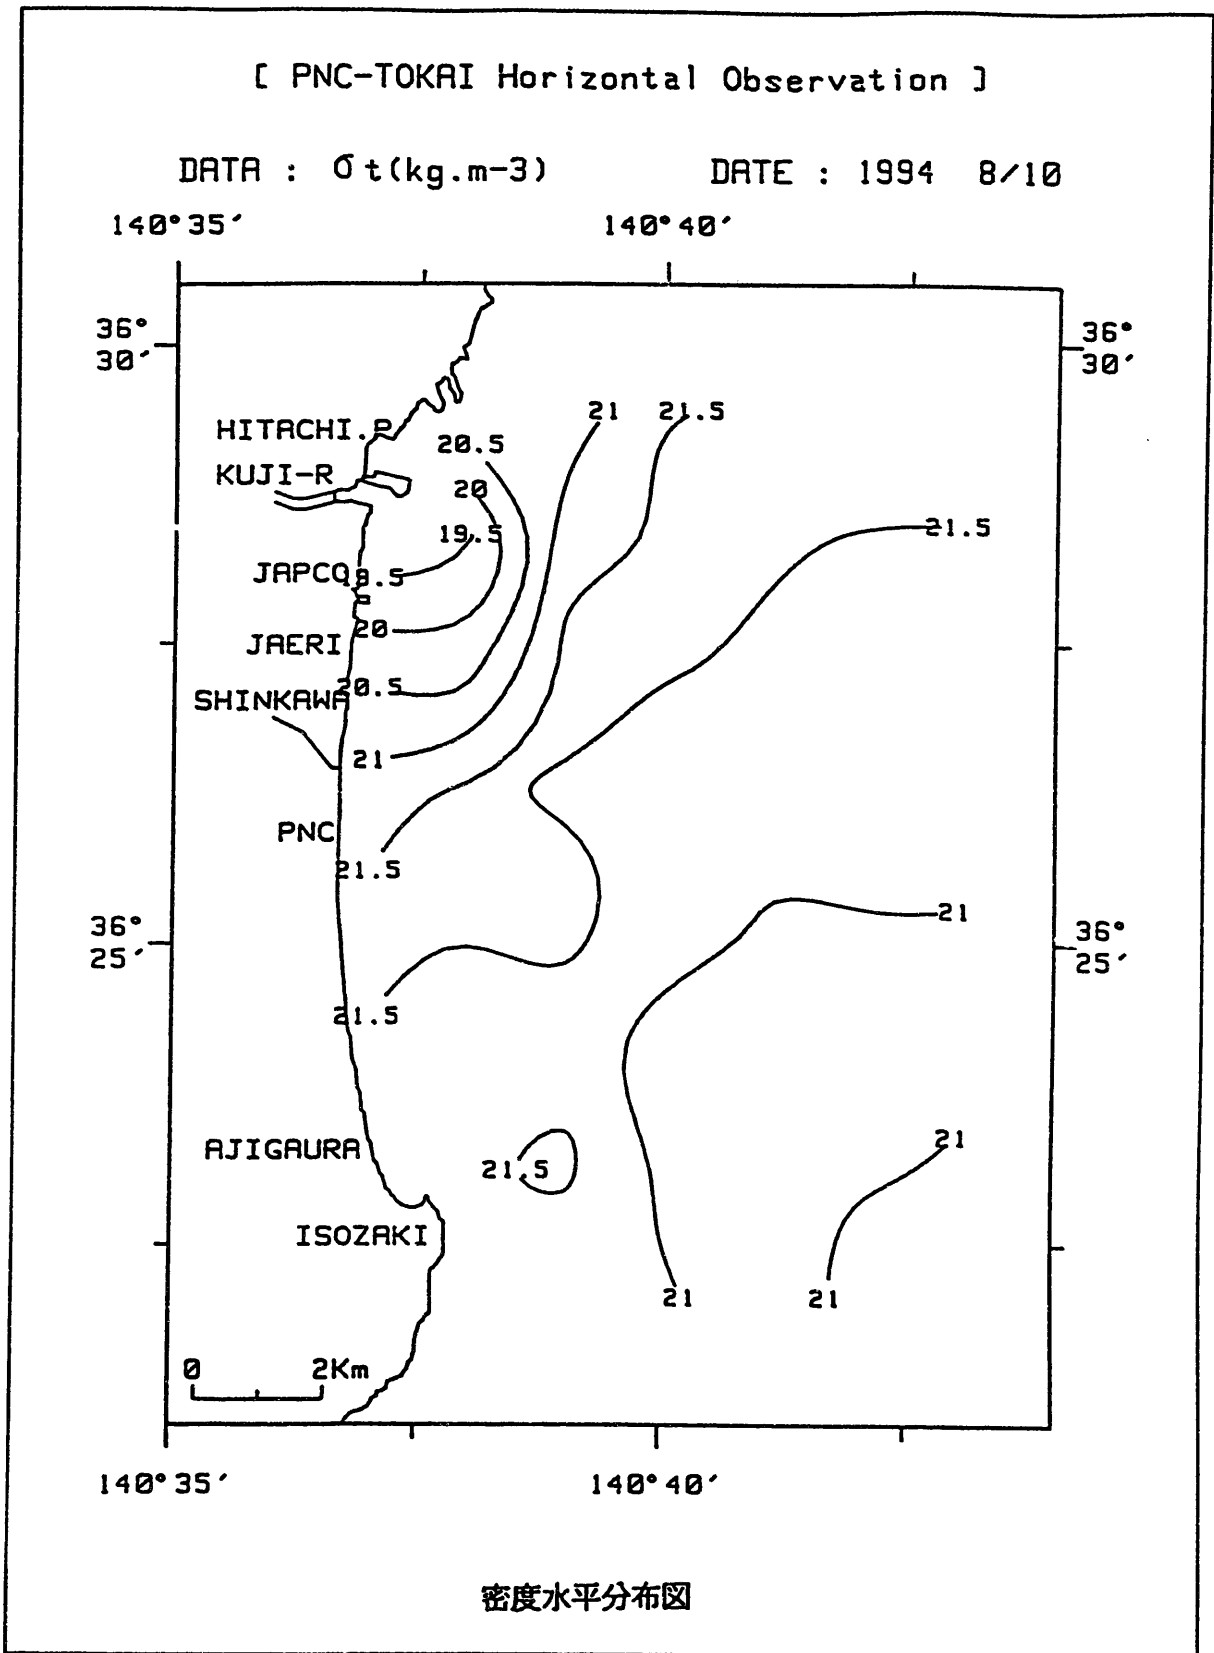 [ PNC-TOKAI Horizontal Observation ]
DATA : σt(kg.m-3) DATE : 1994 8/10
140°35′ 140°40′
36° 30′
36° 30′
HITACHI.P
KUJI-R
JAPCO
JAERI
SHINKAWA
PNC
36° 25′
36° 25′
AJIGAURA
ISOZAKI
21
21.5
20.5
20
19.5
21.5
19.5
20
20.5
21
21.5
21
21.5
21.5
21
21
21
0 2Km
140°35′ 140°40′
密度水平分布図